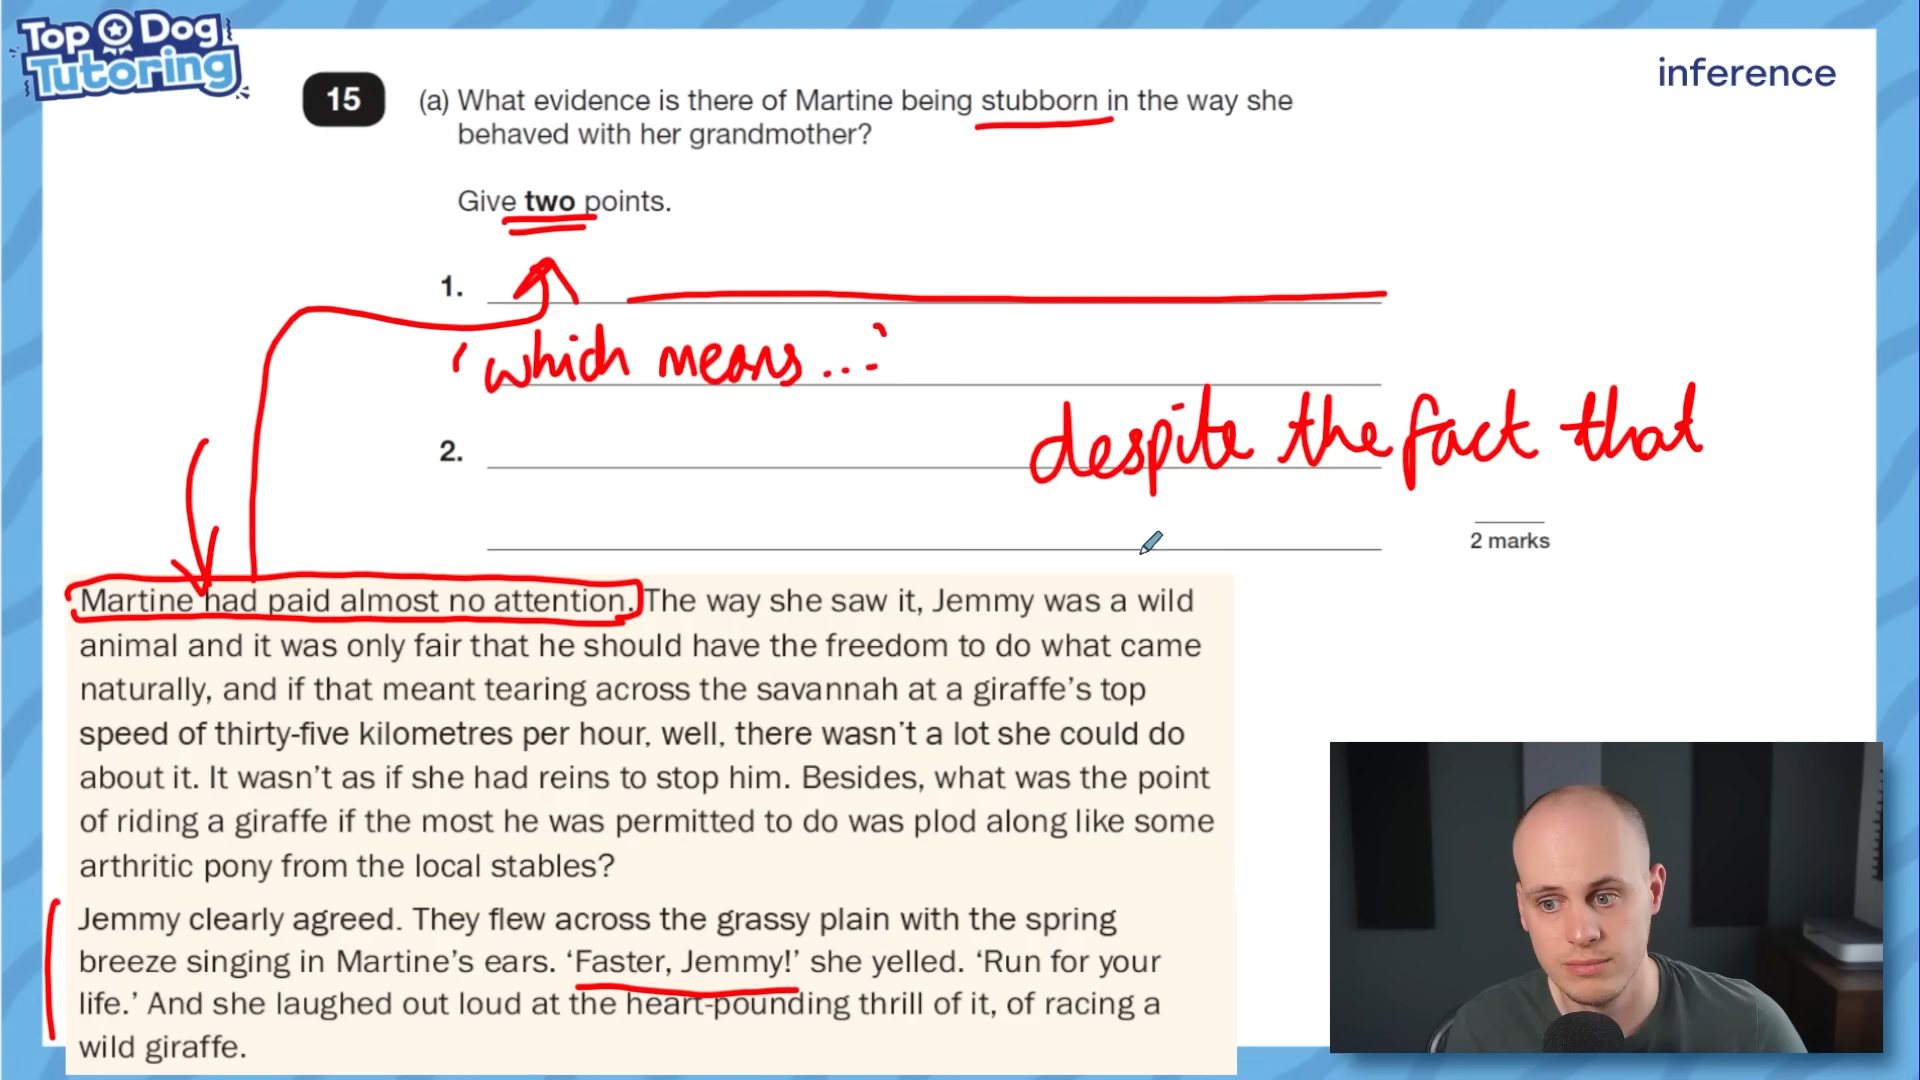 Top Dog
Tutoring
inference
15
(a) What evidence is there of Martine being stubborn in the way she
behaved with her grandmother?
Give two points.
1.
'which means...'
despite the fact that
2.
2 marks
Martine had paid almost no attention. The way she saw it, Jemmy was a wild
animal and it was only fair that he should have the freedom to do what came
naturally, and if that meant tearing across the savannah at a giraffe's top
speed of thirty-five kilometres per hour, well, there wasn't a lot she could do
about it. It wasn't as if she had reins to stop him. Besides, what was the point
of riding a giraffe if the most he was permitted to do was plod along like some
arthritic pony from the local stables?
Jemmy clearly agreed. They flew across the grassy plain with the spring
breeze singing in Martine's ears. 'Faster, Jemmy!' she yelled. 'Run for your
life.' And she laughed out loud at the heart-pounding thrill of it, of racing a
wild giraffe.